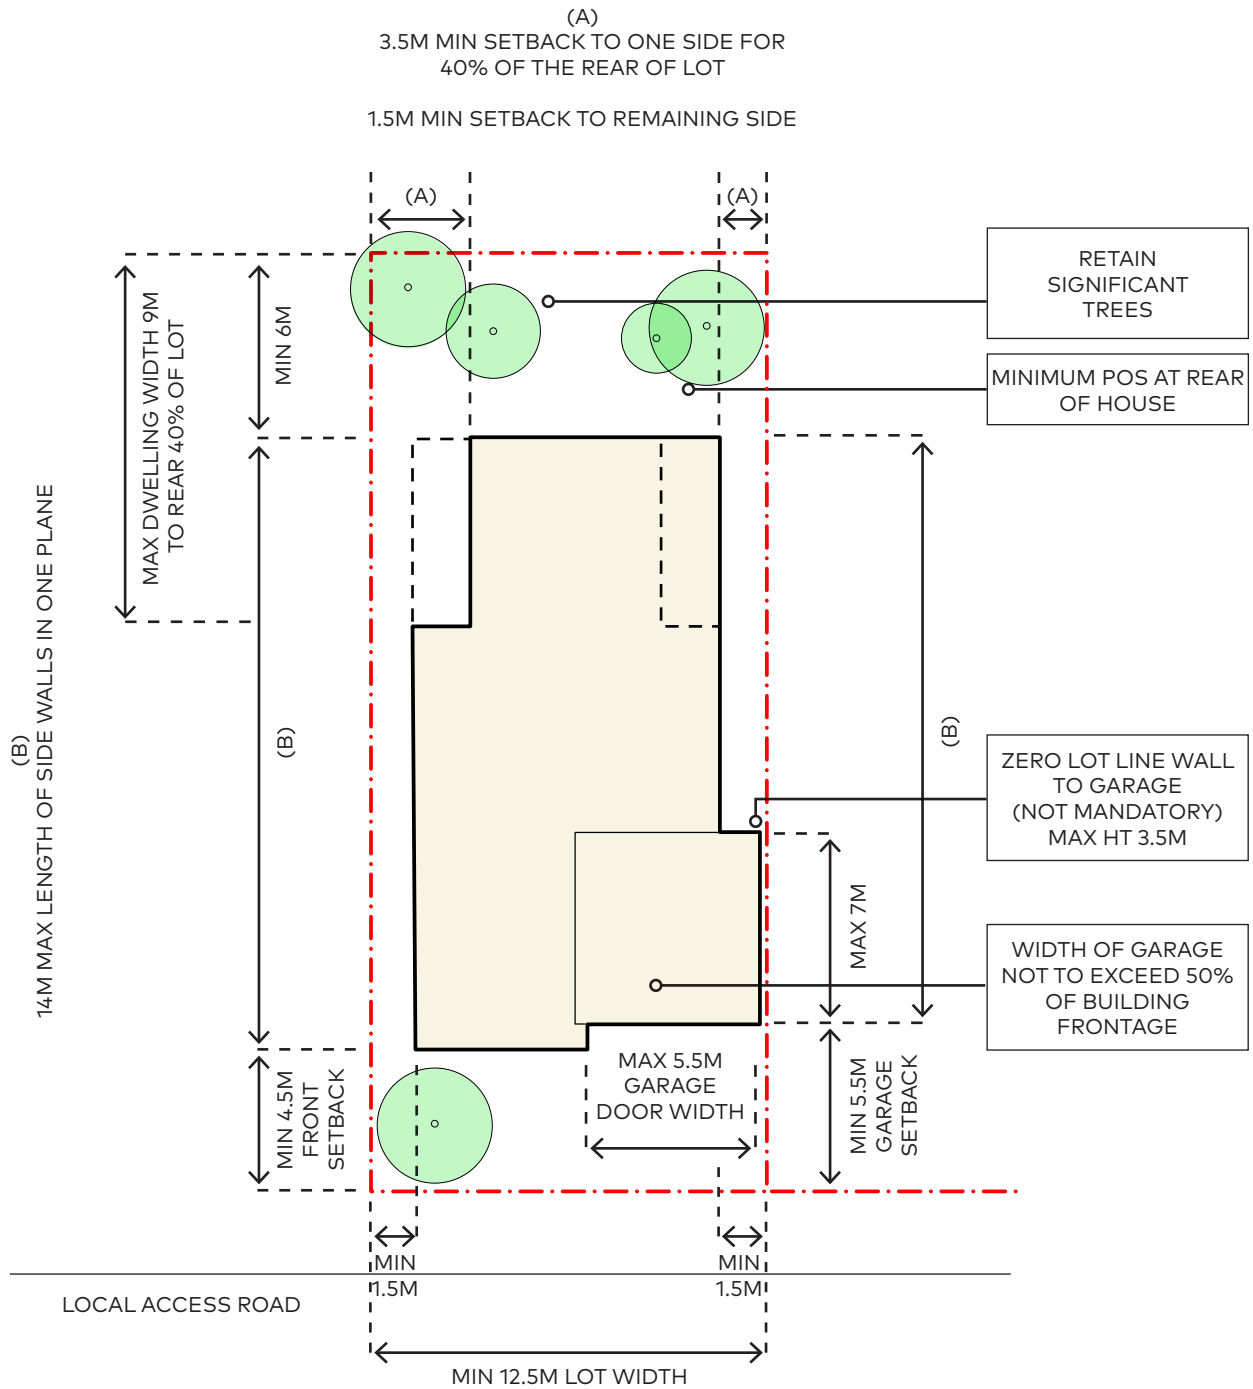 (A)
3.5M MIN SETBACK TO ONE SIDE FOR
40% OF THE REAR OF LOT
1.5M MIN SETBACK TO REMAINING SIDE
(A)
(A)
RETAIN
SIGNIFICANT
TREES
MINIMUM POS AT REAR
OF HOUSE
MAX DWELLING WIDTH 9M
TO REAR 40% OF LOT
MIN 6M
(B)
14M MAX LENGTH OF SIDE WALLS IN ONE PLANE
(B)
(B)
ZERO LOT LINE WALL
TO GARAGE
(NOT MANDATORY)
MAX HT 3.5M
MAX 7M
WIDTH OF GARAGE
NOT TO EXCEED 50%
OF BUILDING
FRONTAGE
MIN 4.5M
FRONT
SETBACK
MAX 5.5M
GARAGE
DOOR WIDTH
MIN 5.5M
GARAGE
SETBACK
MIN
1.5M
MIN
1.5M
LOCAL ACCESS ROAD
MIN 12.5M LOT WIDTH